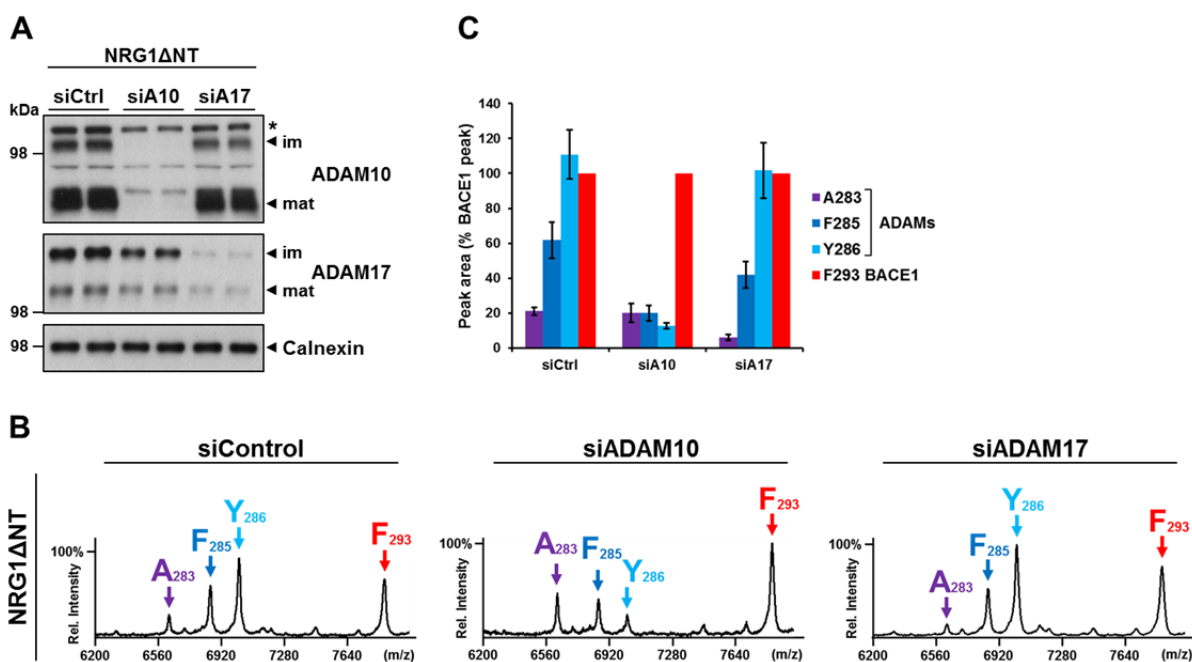 A
NRG1ΔNT
siCtrl siA10 siA17
kDa
*
im
98
ADAM10
mat
im
ADAM17
mat
98
98
Calnexin
C
Peak area (% BACE1 peak)
140
120
100
80
60
40
20
0
siCtrl siA10 siA17
A283
F285 ADAMs
Y286
F293 BACE1
B
NRG1ΔNT
siControl
100%
Rel. Intensity
A283
F285
Y286
F293
6200 6560 6920 7280 7640 (m/z)
siADAM10
100%
Rel. Intensity
A283
F285
Y286
F293
6200 6560 6920 7280 7640 (m/z)
siADAM17
100%
Rel. Intensity
A283
F285
Y286
F293
6200 6560 6920 7280 7640 (m/z)